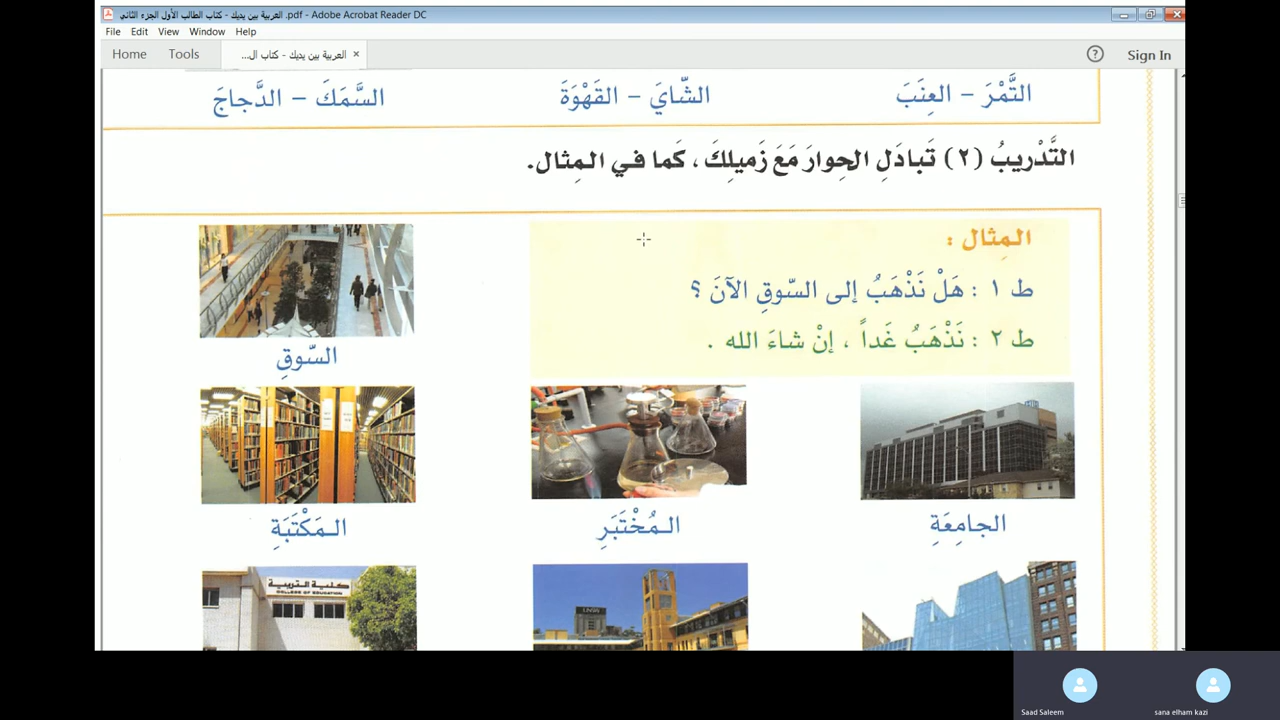 العربية بين يديك - كتاب الطالب الأول الجزء الثاني .pdf - Adobe Acrobat Reader DC
File Edit View Window Help
Home Tools العربية بين يديك - كتاب ال... × ? Sign In
التَّمْرَ – العِنَبَ الشّايَ – القَهْوَةَ السَّمَكَ – الدَّجاجَ
التَّدْريبُ (٢) تَبادَلِ الحِوارَ مَعَ زَميلِكَ ، كَما في المِثال.
المِثال :
ط ١ : هَلْ نَذْهَبُ إلى السّوقِ الآنَ ؟
ط ٢ : نَذْهَبُ غَداً ، إنْ شاءَ الله .
السّوقِ
الجامِعَةِ المُخْتَبَرِ المَكْتَبَةِ
كلية التربية
COLLEGE OF EDUCATION
UNSW
Saad Saleem sana elham kazi